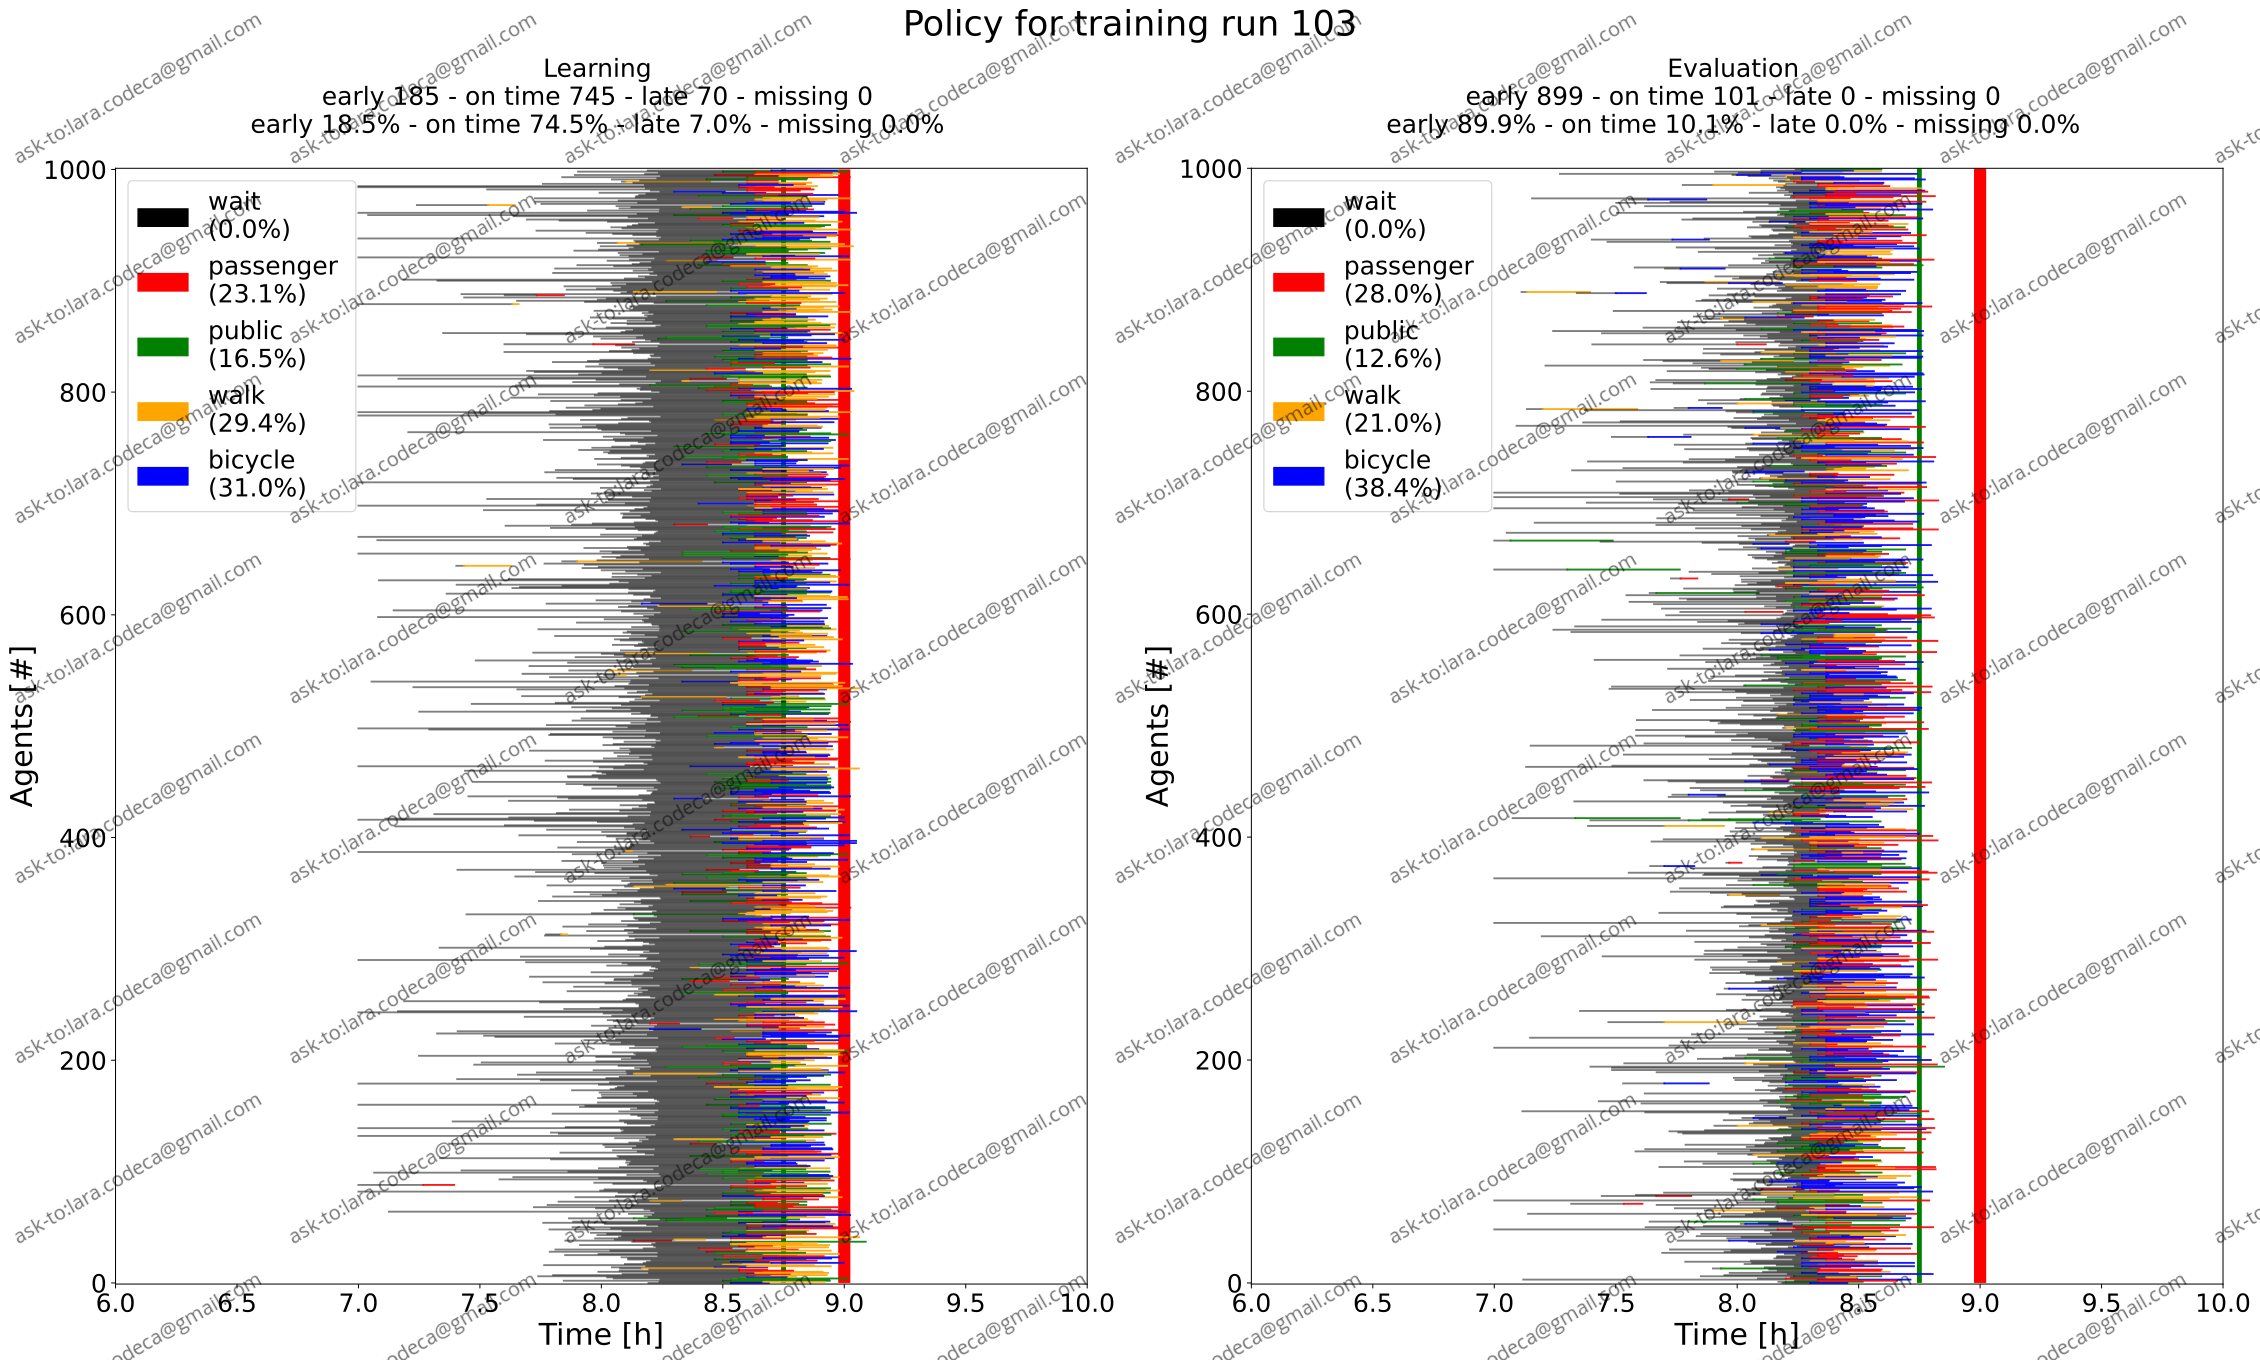 Policy for training run 103
Learning
early 185 - on time 745 - late 70 - missing 0
early 18.5% - on time 74.5% - late 7.0% - missing 0.0%
wait
(0.0%)
passenger
(23.1%)
public
(16.5%)
walk
(29.4%)
bicycle
(31.0%)
Agents [#]
1000
800
600
400
200
0
6.0 6.5 7.0 7.5 8.0 8.5 9.0 9.5 10.0
Time [h]
Evaluation
early 899 - on time 101 - late 0 - missing 0
early 89.9% - on time 10.1% - late 0.0% - missing 0.0%
wait
(0.0%)
passenger
(28.0%)
public
(12.6%)
walk
(21.0%)
bicycle
(38.4%)
Agents [#]
1000
800
600
400
200
0
6.0 6.5 7.0 7.5 8.0 8.5 9.0 9.5 10.0
Time [h]
ask-to:lara.codeca@gmail.com